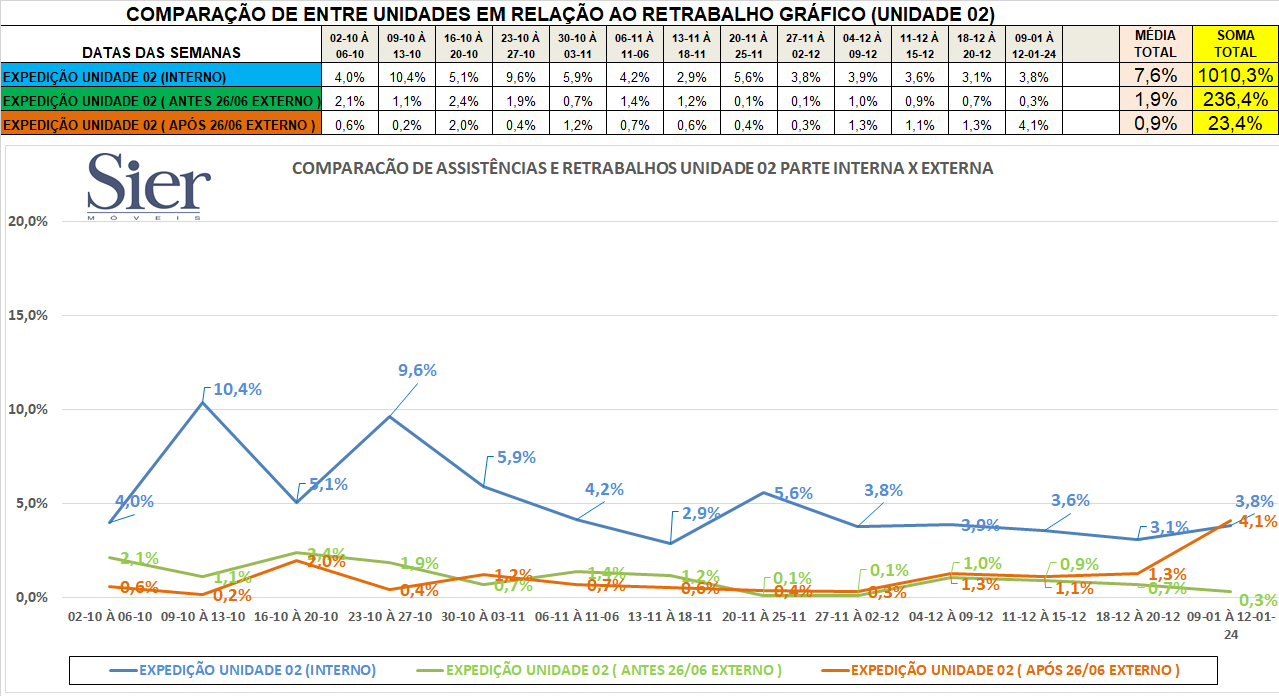 COMPARAÇÃO DE ENTRE UNIDADES EM RELAÇÃO AO RETRABALHO GRÁFICO (UNIDADE 02)
DATAS DAS SEMANAS 02-10 À 06-10 09-10 À 13-10 16-10 À 20-10 23-10 À 27-10 30-10 À 03-11 06-11 À 11-06 13-11 À 18-11 20-11 À 25-11 27-11 À 02-12 04-12 À 09-12 11-12 À 15-12 18-12 À 20-12 09-01 À 12-01-24 MÉDIA TOTAL SOMA TOTAL
EXPEDIÇÃO UNIDADE 02 (INTERNO) 4,0% 10,4% 5,1% 9,6% 5,9% 4,2% 2,9% 5,6% 3,8% 3,9% 3,6% 3,1% 3,8% 7,6% 1010,3%
EXPEDIÇÃO UNIDADE 02 ( ANTES 26/06 EXTERNO ) 2,1% 1,1% 2,4% 1,9% 0,7% 1,4% 1,2% 0,1% 0,1% 1,0% 0,9% 0,7% 0,3% 1,9% 236,4%
EXPEDIÇÃO UNIDADE 02 ( APÓS 26/06 EXTERNO ) 0,6% 0,2% 2,0% 0,4% 1,2% 0,7% 0,6% 0,4% 0,3% 1,3% 1,1% 1,3% 4,1% 0,9% 23,4%
Sier
MÓVEIS
COMPARACÃO DE ASSISTÊNCIAS E RETRABALHOS UNIDADE 02 PARTE INTERNA X EXTERNA
20,0%
15,0%
10,0%
5,0%
0,0%
4,0% 10,4% 5,1% 9,6% 5,9% 4,2% 2,9% 5,6% 3,8% 3,9% 3,6% 3,1% 3,8%
2,1% 1,1% 2,4% 1,9% 0,7% 1,4% 1,2% 0,1% 0,1% 1,0% 0,9% 0,7% 0,3%
0,6% 0,2% 2,0% 0,4% 1,2% 0,7% 0,6% 0,4% 0,3% 1,3% 1,1% 1,3% 4,1%
02-10 À 06-10 09-10 À 13-10 16-10 À 20-10 23-10 À 27-10 30-10 À 03-11 06-11 À 11-06 13-11 À 18-11 20-11 À 25-11 27-11 À 02-12 04-12 À 09-12 11-12 À 15-12 18-12 À 20-12 09-01 À 12-01-24
EXPEDIÇÃO UNIDADE 02 (INTERNO) EXPEDIÇÃO UNIDADE 02 ( ANTES 26/06 EXTERNO ) EXPEDIÇÃO UNIDADE 02 ( APÓS 26/06 EXTERNO )